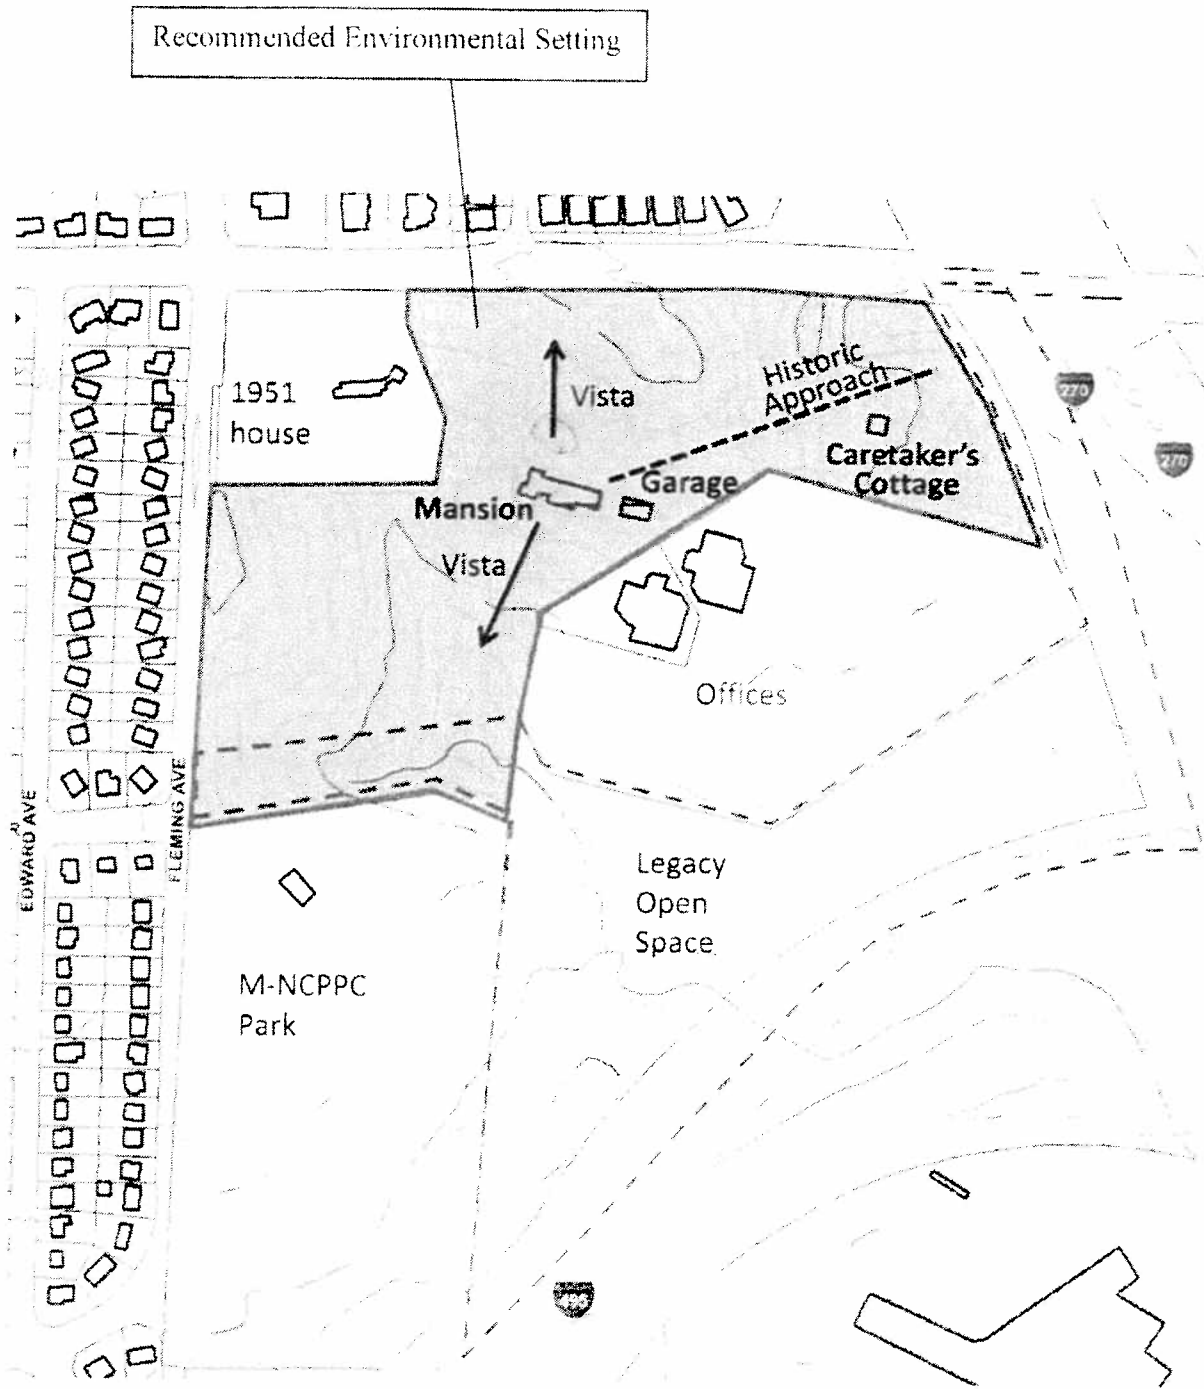 Recommended Environmental Setting
1951
house
Vista
Historic
Approach
270
270
Caretaker's
Cottage
Garage
Mansion
Vista
Offices
EDWARD AVE
FLEMING AVE
Legacy
Open
Space
M-NCPPC
Park
495